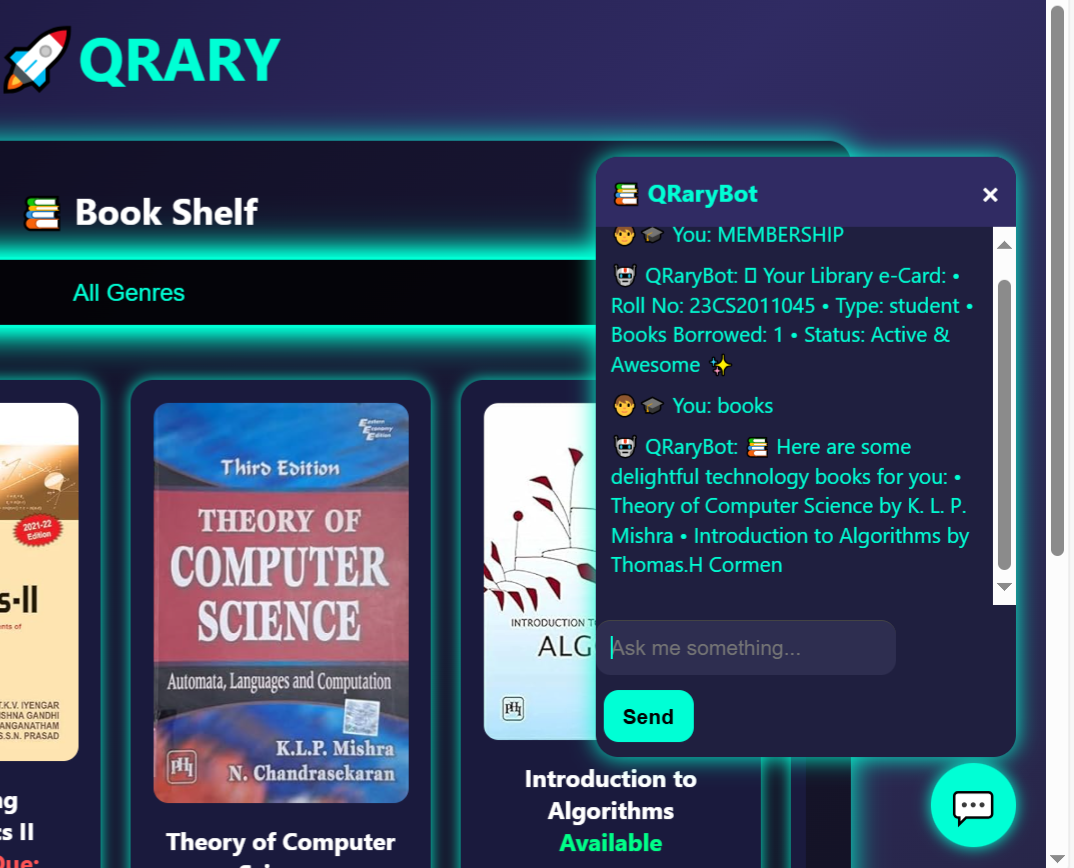 QRARY
Book Shelf
All Genres
2021-22
Edition
s-II
T.K.V. IYENGAR
ISHNA GANDHI
ANGANATHAM
S.S.N. PRASAD
ng
cs II
Due:
Eastern
Economy
Edition
Third Edition
THEORY OF
COMPUTER
SCIENCE
Automata, Languages and Computation
K.L.P. Mishra
N. Chandrasekaran
PHI
Theory of Computer
INTRODUCTION T
ALG
PHI
Introduction to
Algorithms
Available
QRaryBot
×
You: MEMBERSHIP
QRaryBot: Your Library e-Card: •
Roll No: 23CS2011045 • Type: student •
Books Borrowed: 1 • Status: Active &
Awesome ✨
You: books
QRaryBot: 📚 Here are some
delightful technology books for you: •
Theory of Computer Science by K. L. P.
Mishra • Introduction to Algorithms by
Thomas.H Cormen
Ask me something...
Send